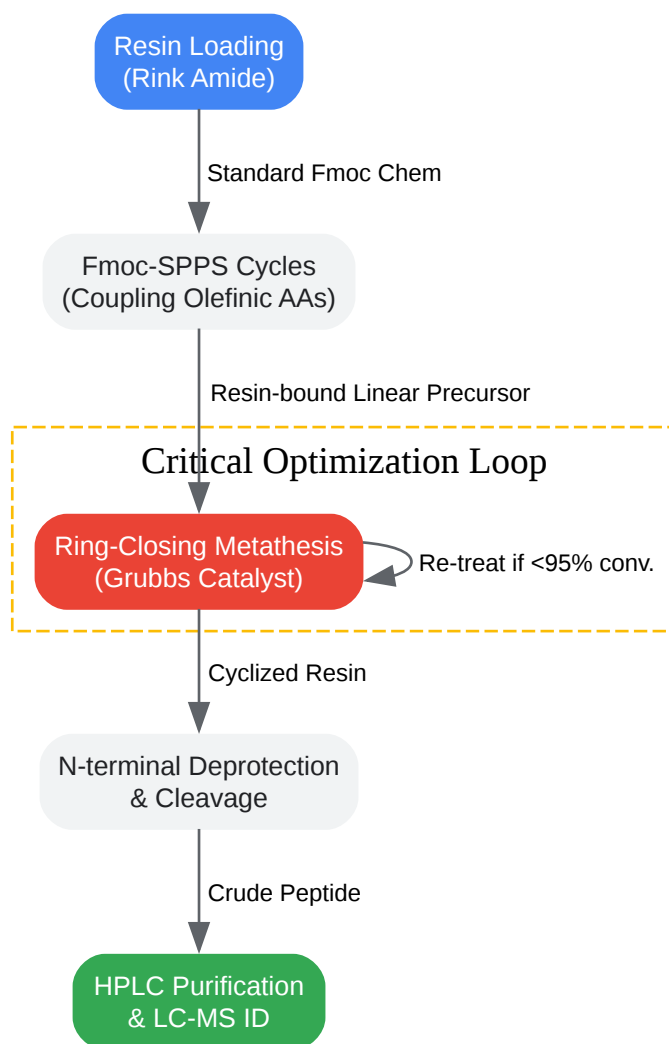 Resin Loading
(Rink Amide)
Standard Fmoc Chem
Fmoc-SPPS Cycles
(Coupling Olefinic AAs)
Resin-bound Linear Precursor
Critical Optimization Loop
Ring-Closing Metathesis
(Grubbs Catalyst)
Re-treat if <95% conv.
Cyclized Resin
N-terminal Deprotection
& Cleavage
Crude Peptide
HPLC Purification
& LC-MS ID